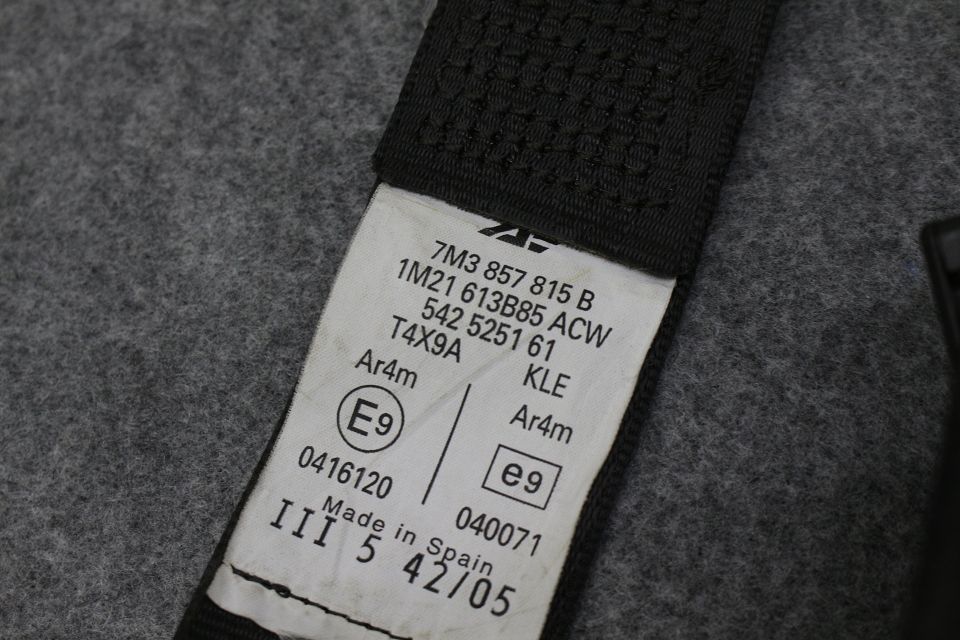 7M3 857 815 B
1M21 613B85 ACW
542 5251 61
T4X9A KLE
Ar4m
E9
0416120
Ar4m
e9
040071
Made in Spain
III 5 42/05